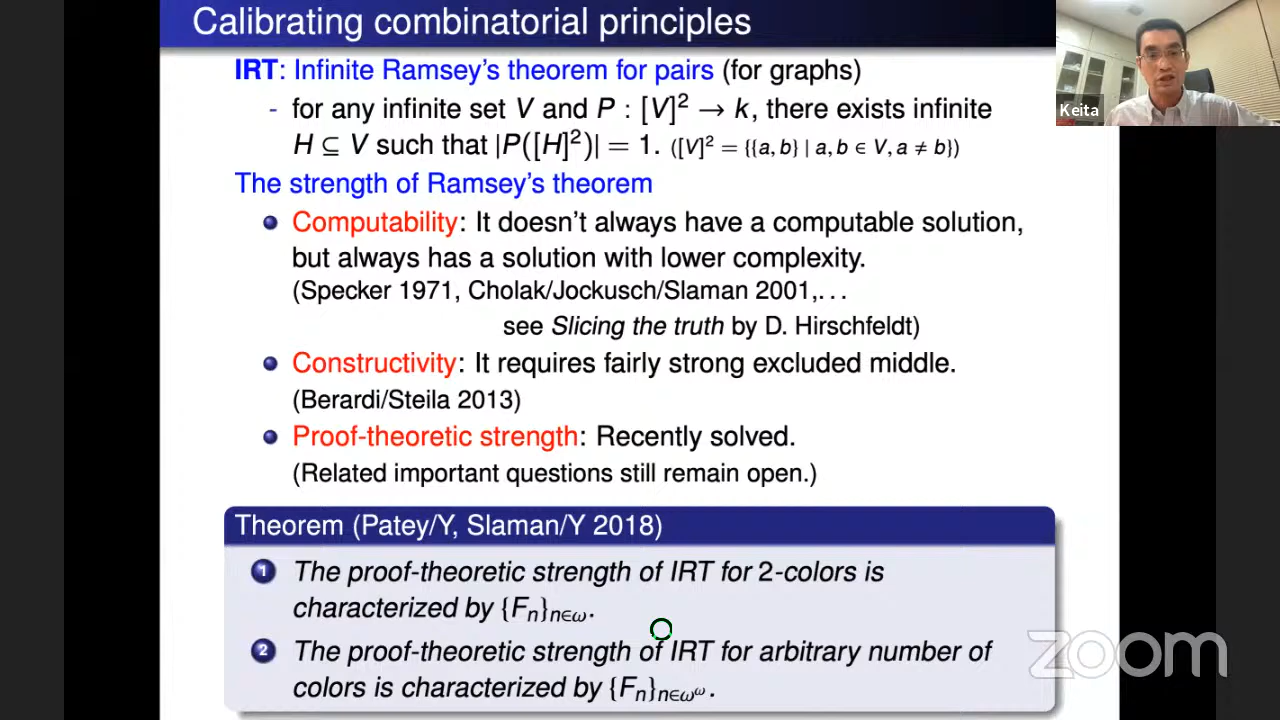 Calibrating combinatorial principles
IRT: Infinite Ramsey's theorem for pairs (for graphs)
- for any infinite set V and P : [V]² → k, there exists infinite
H ⊆ V such that |P([H]²)| = 1. ([V]² = {{a, b} | a, b ∈ V, a ≠ b})
The strength of Ramsey's theorem
Computability: It doesn't always have a computable solution,
but always has a solution with lower complexity.
(Specker 1971, Cholak/Jockusch/Slaman 2001,...
see Slicing the truth by D. Hirschfeldt)
Constructivity: It requires fairly strong excluded middle.
(Berardi/Steila 2013)
Proof-theoretic strength: Recently solved.
(Related important questions still remain open.)
Theorem (Patey/Y, Slaman/Y 2018)
1 The proof-theoretic strength of IRT for 2-colors is
characterized by {Fₙ}n∈ω.
2 The proof-theoretic strength of IRT for arbitrary number of
colors is characterized by {Fₙ}n∈ω^ω.
Keita
zoom